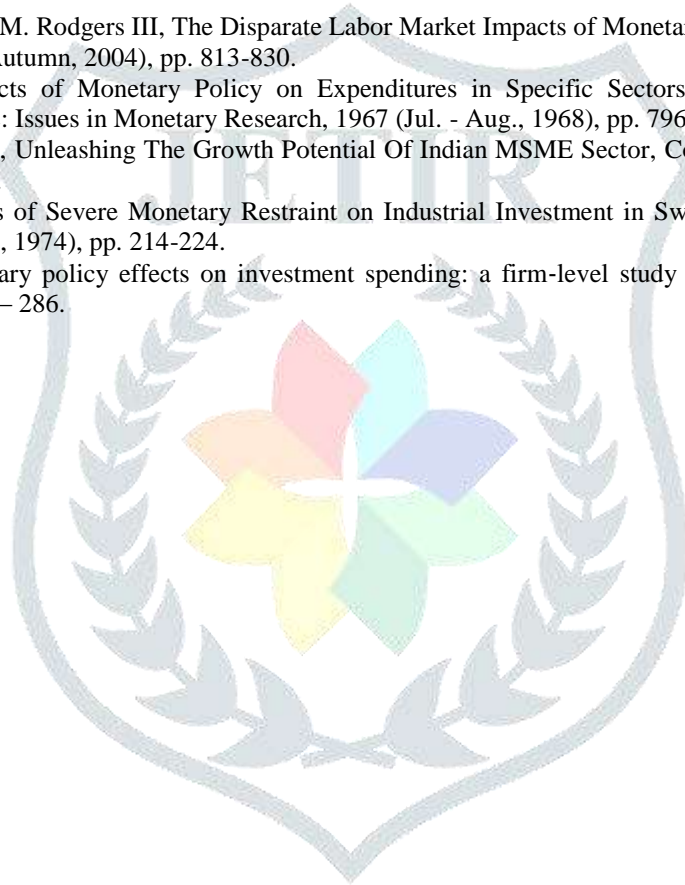 M. Rodgers III, The Disparate Labor Market Impacts of Moneta
utumn, 2004), pp. 813-830.
cts of Monetary Policy on Expenditures in Specific Sectors
: Issues in Monetary Research, 1967 (Jul. - Aug., 1968), pp. 796
, Unleashing The Growth Potential Of Indian MSME Sector, Co
JETIR
s of Severe Monetary Restraint on Industrial Investment in Sw
, 1974), pp. 214-224.
ary policy effects on investment spending: a firm-level study
– 286.